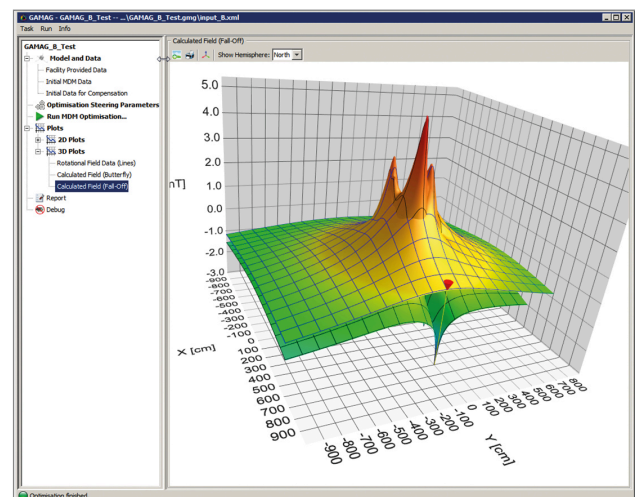 GAMAG - GAMAG_B_Test -- ...\GAMAG_B_Test.gmg\input_B.xml
Task Run Info
GAMAG_B_Test
Model and Data
Facility Provided Data
Initial MDM Data
Initial Data for Compensation
Optimisation Steering Parameters
Run MDM Optimisation...
Plots
2D Plots
3D Plots
Rotational Field Data (Lines)
Calculated Field (Butterfly)
Calculated Field (Fall-Off)
Report
Debug
Calculated Field (Fall-Off)
Show Hemisphere: North
5.0
4.0
3.0
2.0
1.0
0.0
-1.0
-2.0
-3.0
nT]
-900
-800
-700
-600
-500
-400
-300
-200
-100
0
100
200
300
400
500
600
700
800
900
X [cm]
-900
-800
-700
-600
-500
-400
-300
-200
-100
0
100
200
300
400
500
600
700
800
Y [cm]
Optimisation finished